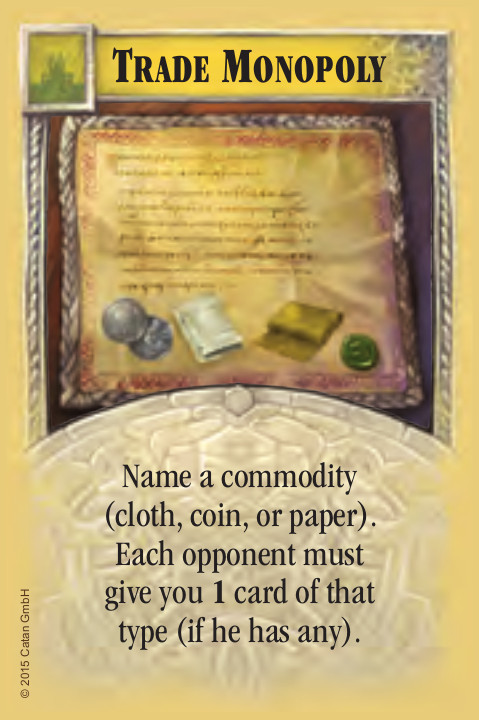 TRADE MONOPOLY
Name a commodity
(cloth, coin, or paper).
Each opponent must
give you 1 card of that
type (if he has any).
© 2015 Catan GmbH